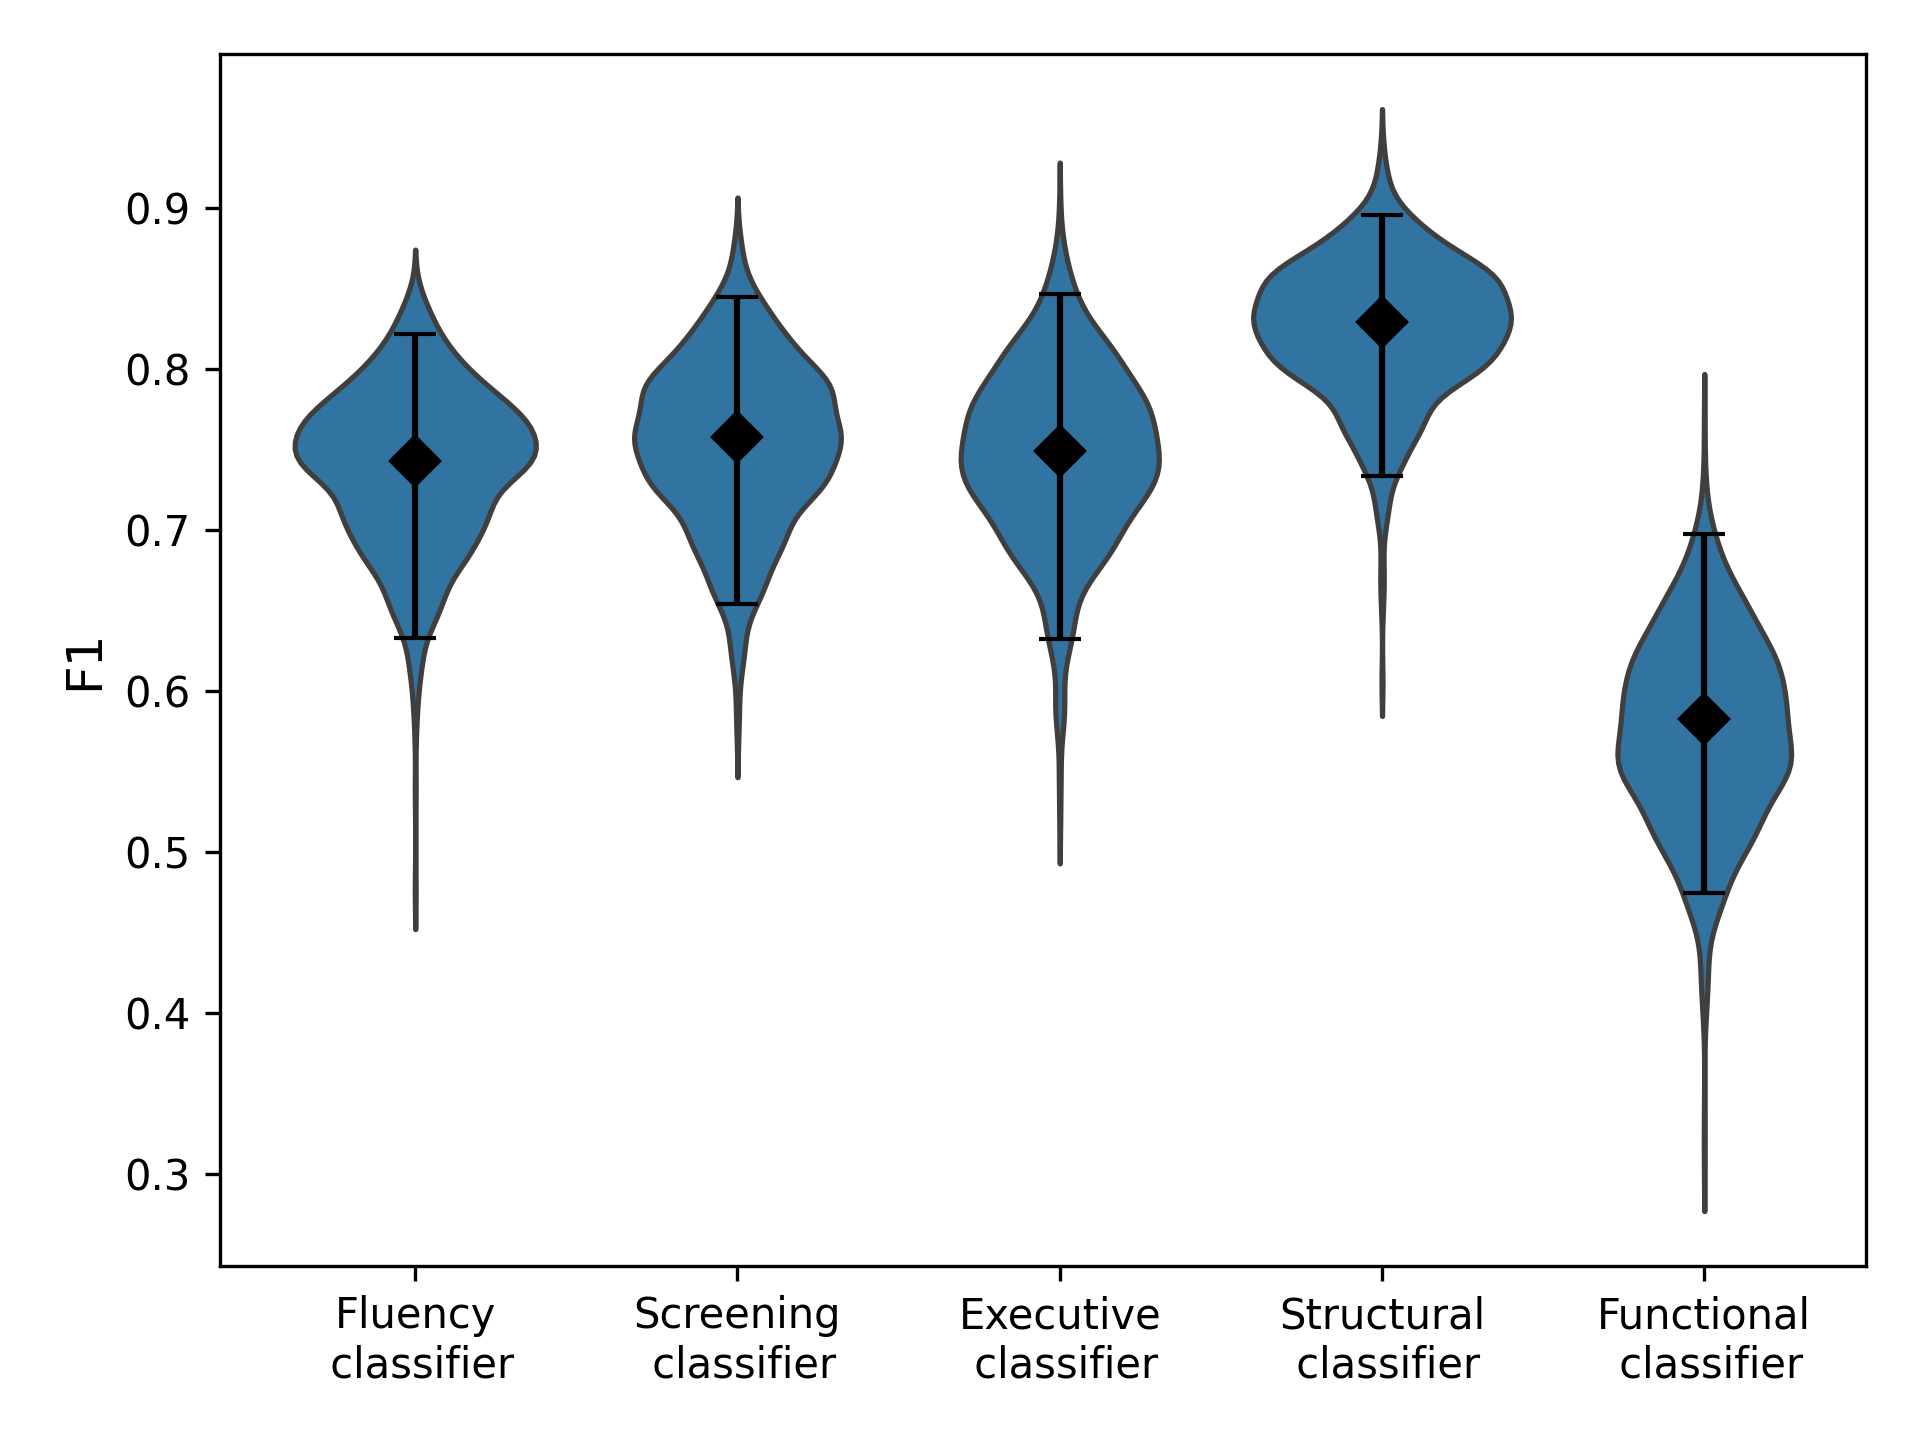 0.9
0.8
0.7
0.6
0.5
0.4
0.3
F1
Fluency
classifier
Screening
classifier
Executive
classifier
Structural
classifier
Functional
classifier